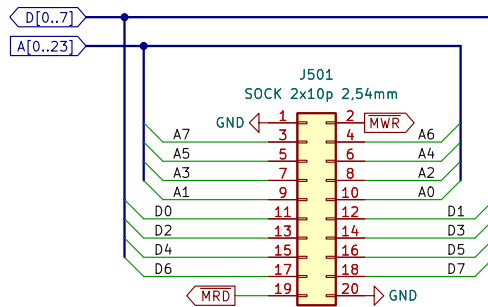 D[0..7]
A[0..23]
J501
SOCK 2x10p 2,54mm
GND 1 2 MWR
A7 3 4 A6
A5 5 6 A4
A3 7 8 A2
A1 9 10 A0
D0 11 12 D1
D2 13 14 D3
D4 15 16 D5
D6 17 18 D7
MRD 19 20 GND